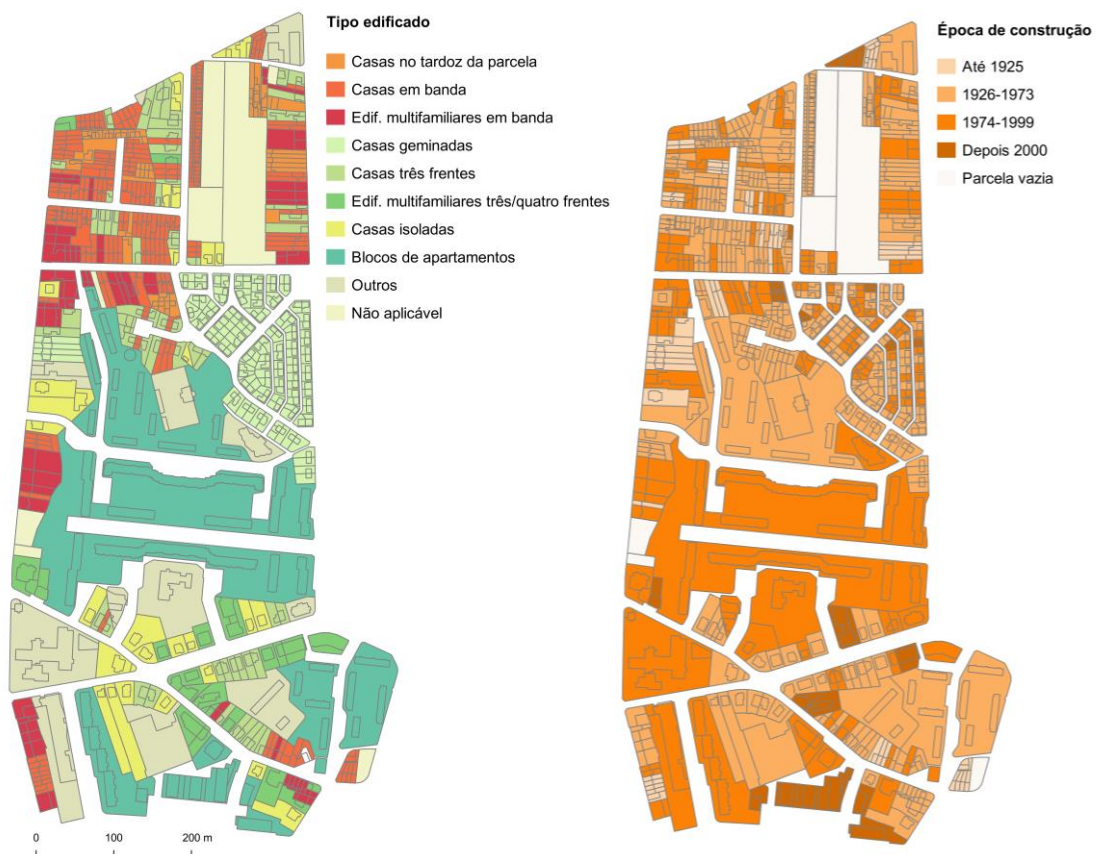 Tipo edificado
Casas no tardoz da parcela
Casas em banda
Edif. multifamiliares em banda
Casas geminadas
Casas três frentes
Edif. multifamiliares três/quatro frentes
Casas isoladas
Blocos de apartamentos
Outros
Não aplicável
Época de construção
Até 1925
1926-1973
1974-1999
Depois 2000
Parcela vazia
0 100 200 m